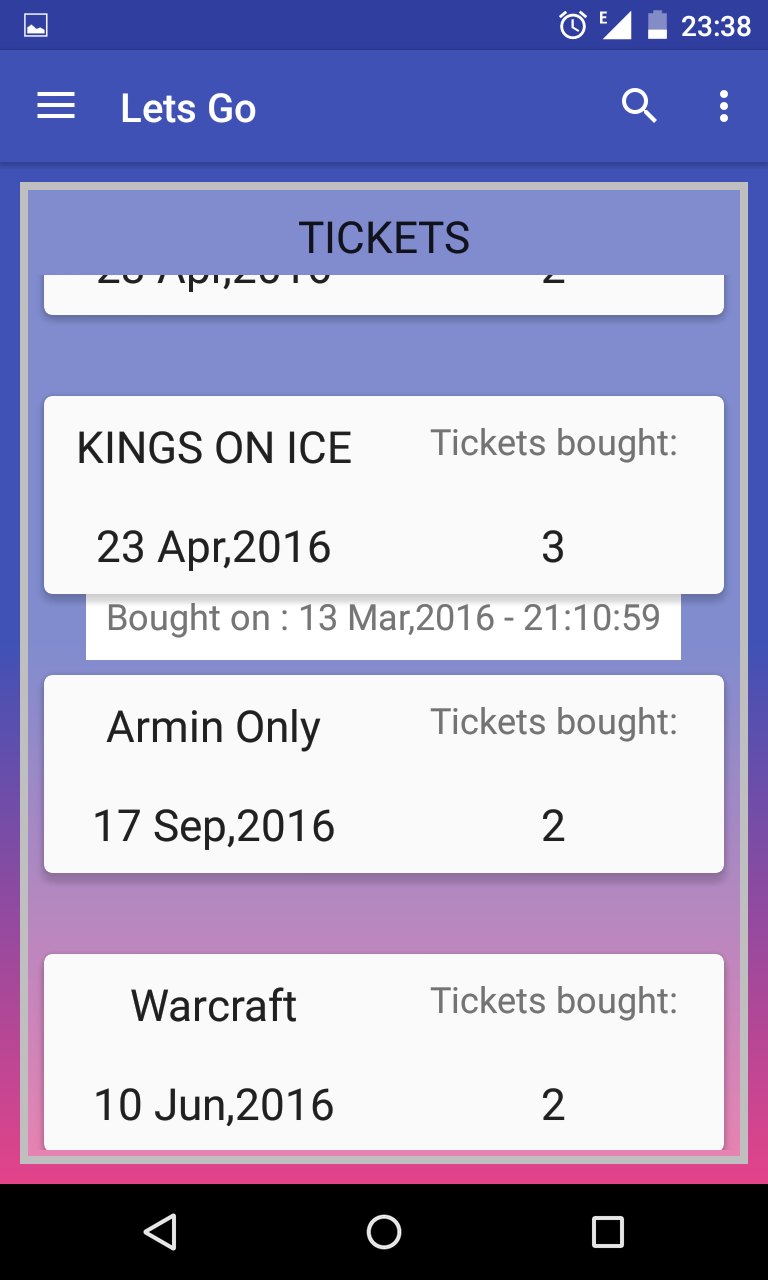 E 23:38
Lets Go
TICKETS
Apr,2016 2
KINGS ON ICE Tickets bought:
23 Apr,2016 3
Bought on : 13 Mar,2016 - 21:10:59
Armin Only Tickets bought:
17 Sep,2016 2
Warcraft Tickets bought:
10 Jun,2016 2